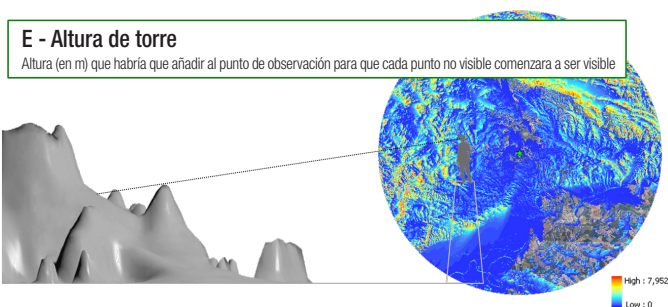 E - Altura de torre
Altura (en m) que habría que añadir al punto de observación para que cada punto no visible comenzara a ser visible
High : 7,952
Low : 0